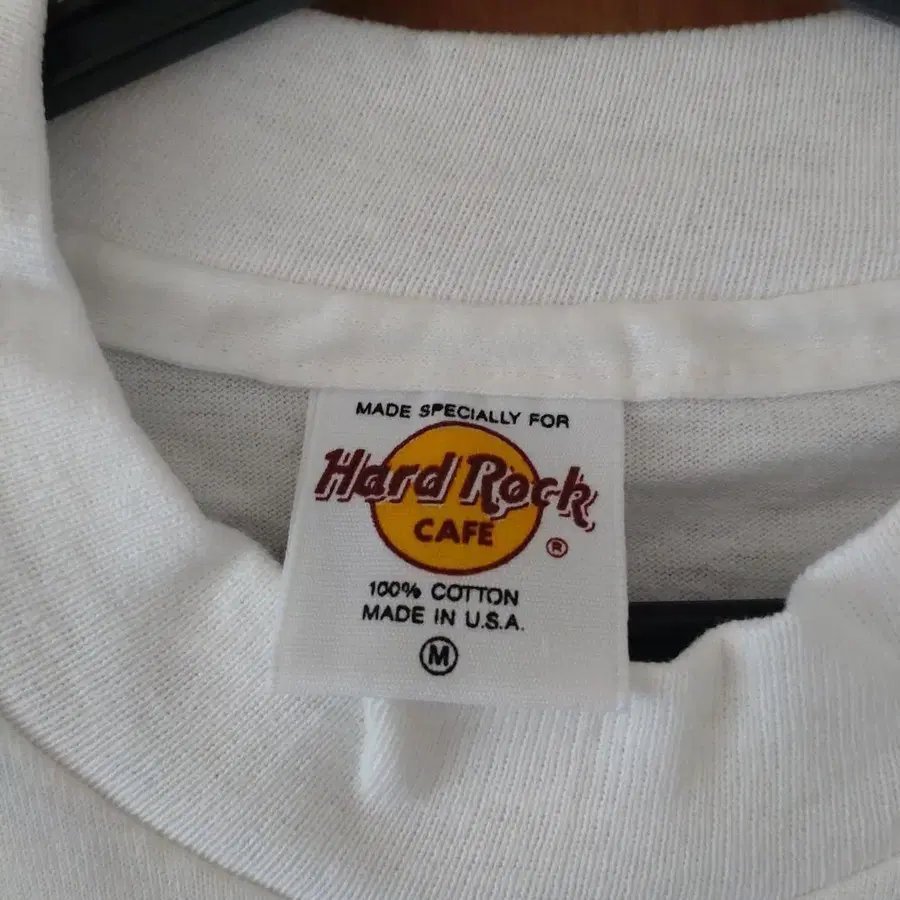 MADE SPECIALLY FOR
Hard Rock
CAFE
®
100% COTTON
MADE IN U.S.A.
M